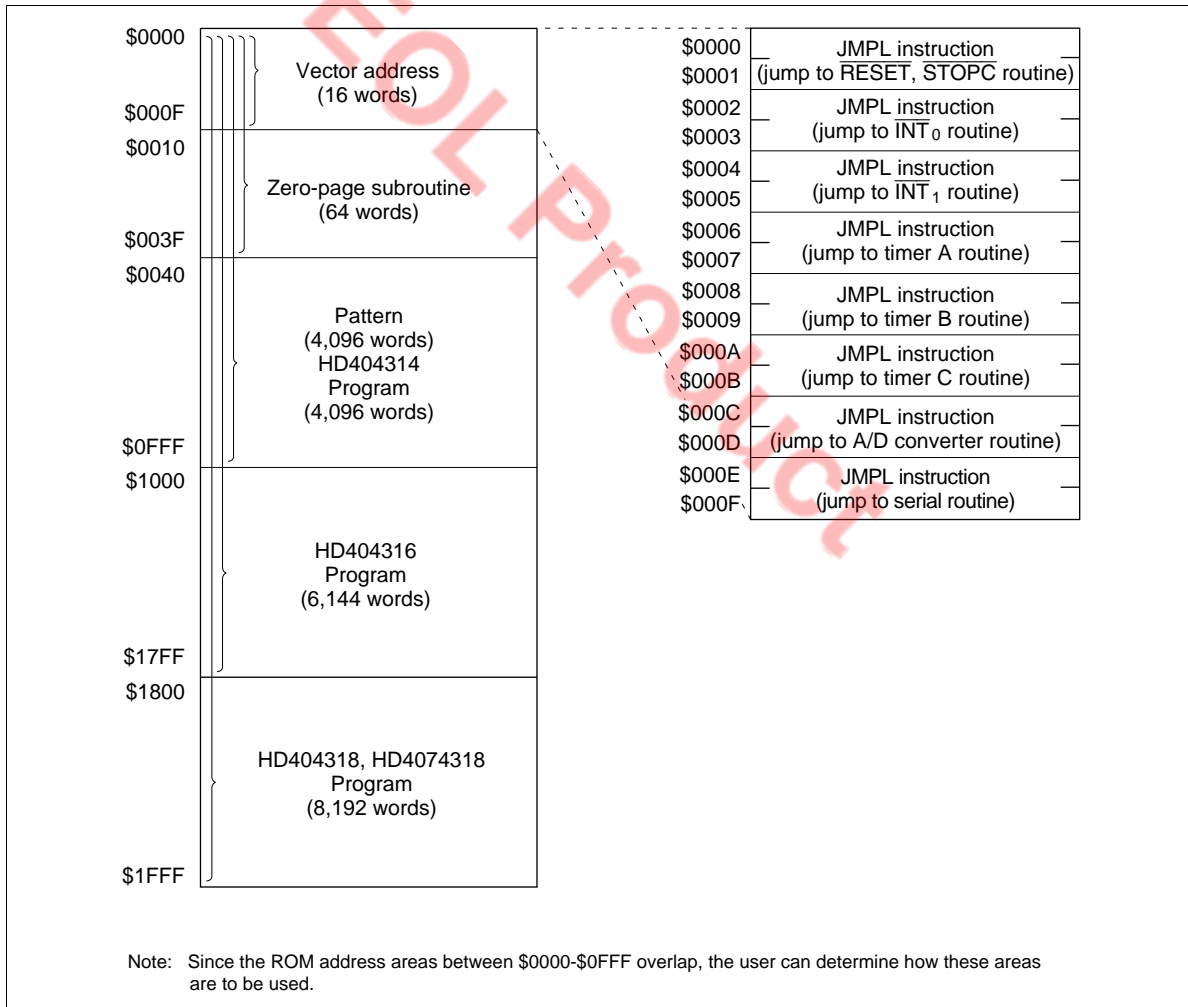 $0000
Vector address
(16 words)
$000F
$0010
Zero-page subroutine
(64 words)
$003F
$0040
Pattern
(4,096 words)
HD404314
Program
(4,096 words)
$0FFF
$1000
HD404316
Program
(6,144 words)
$17FF
$1800
HD404318, HD4074318
Program
(8,192 words)
$1FFF
$0000
JMPL instruction
$0001
(jump to RESET, STOPC routine)
$0002
JMPL instruction
$0003
(jump to INT0 routine)
$0004
JMPL instruction
$0005
(jump to INT1 routine)
$0006
JMPL instruction
$0007
(jump to timer A routine)
$0008
JMPL instruction
$0009
(jump to timer B routine)
$000A
JMPL instruction
$000B
(jump to timer C routine)
$000C
JMPL instruction
$000D
(jump to A/D converter routine)
$000E
JMPL instruction
$000F
(jump to serial routine)
EOL Product
Note: Since the ROM address areas between $0000-$0FFF overlap, the user can determine how these areas
are to be used.